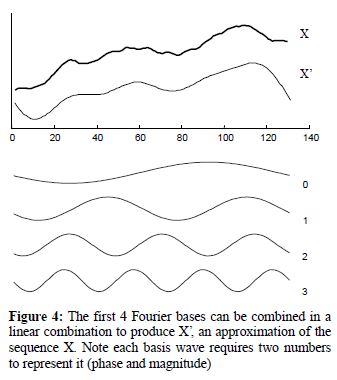 X
X'
0 20 40 60 80 100 120 140
0
1
2
3
Figure 4: The first 4 Fourier bases can be combined in a
linear combination to produce X', an approximation of the
sequence X. Note each basis wave requires two numbers
to represent it (phase and magnitude)